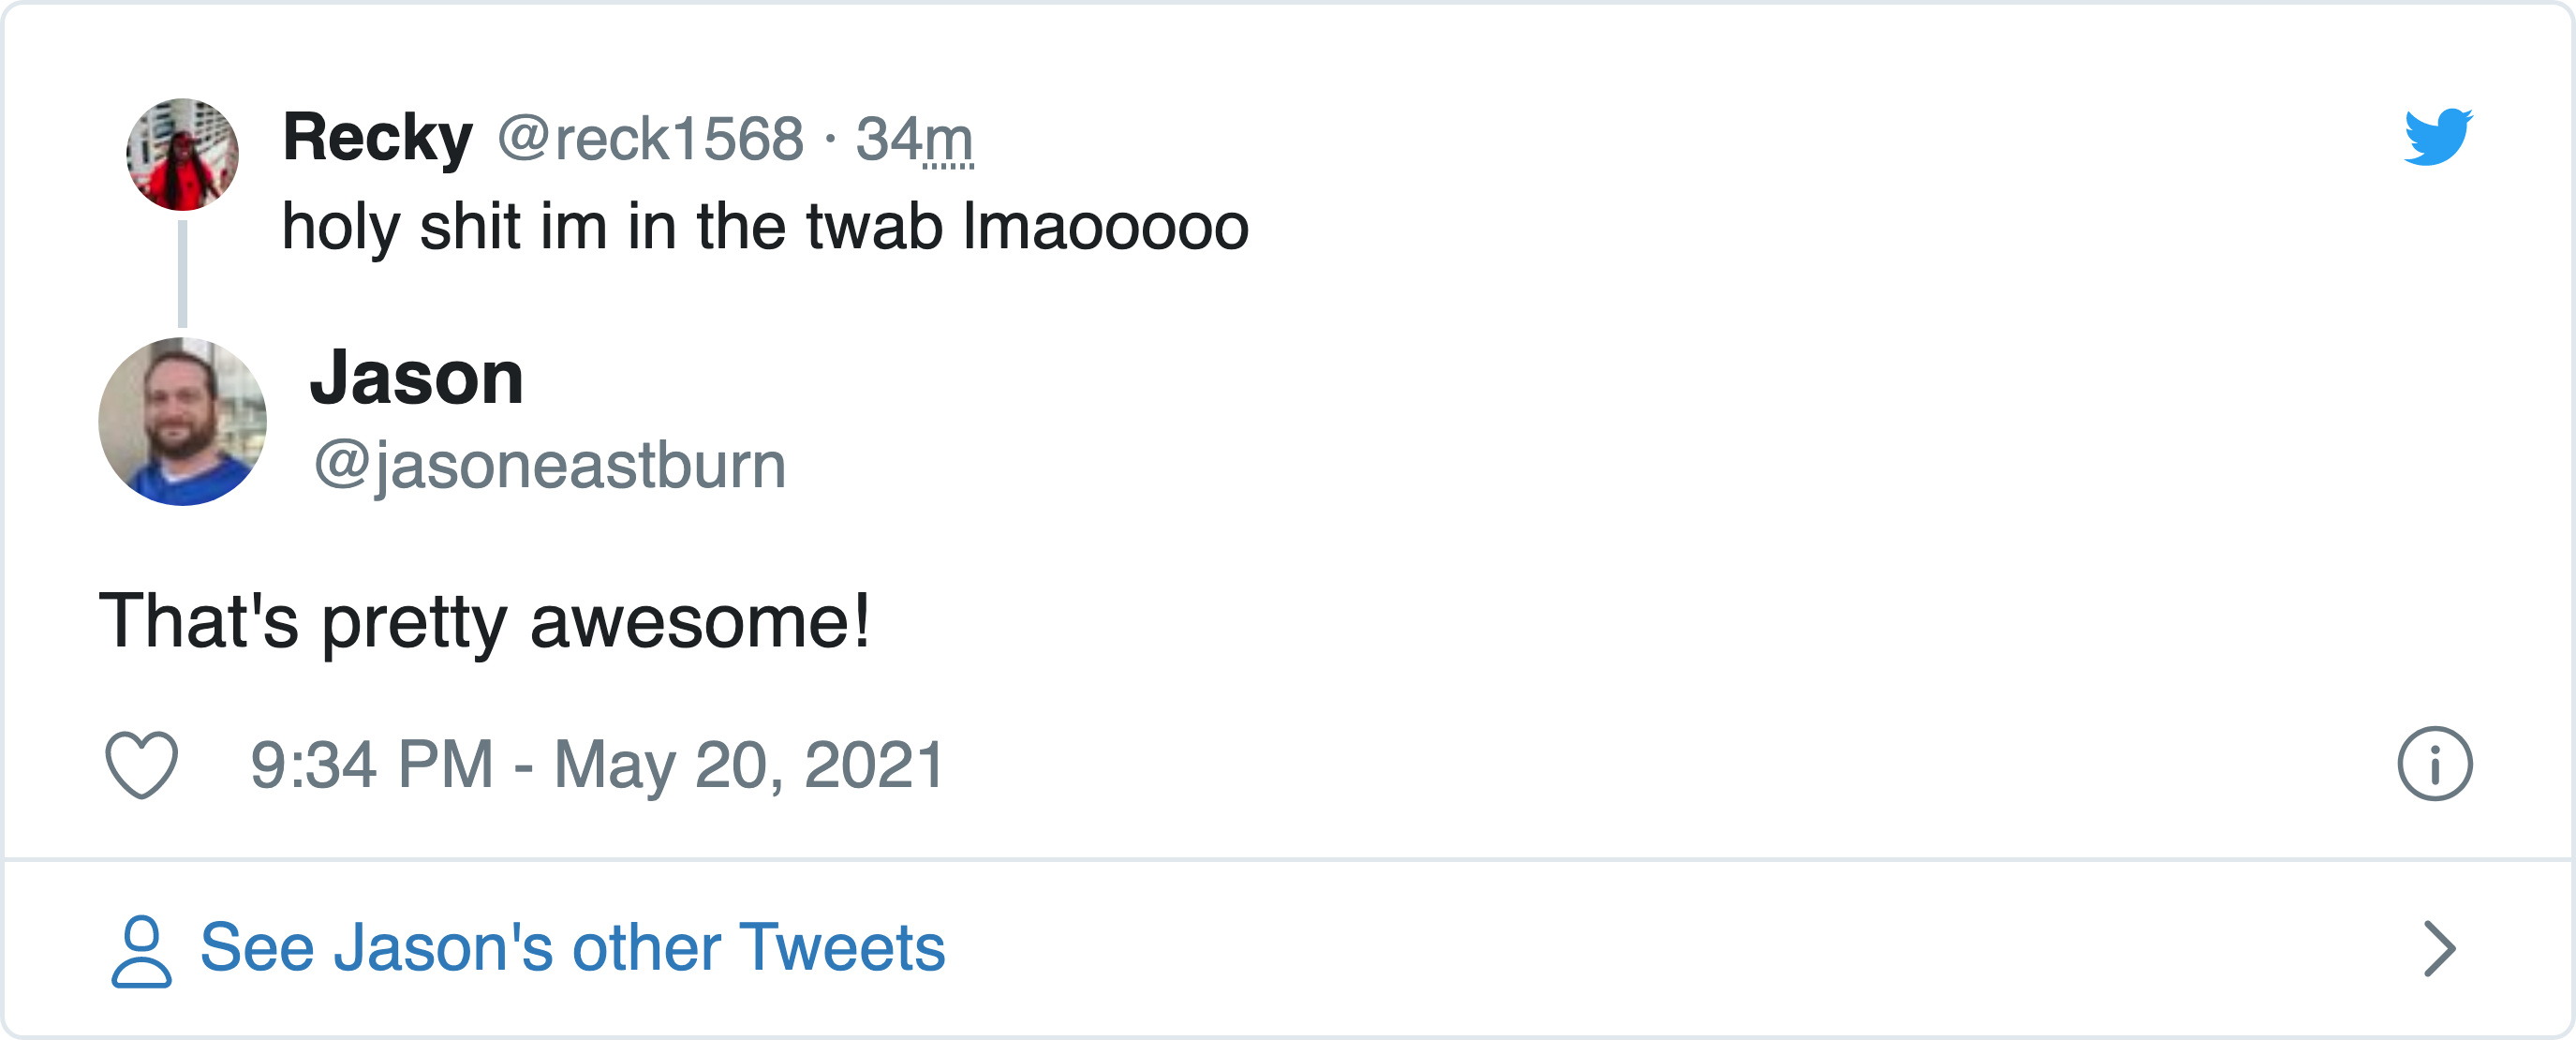 Recky @reck1568 · 34m
holy shit im in the twab lmaooooo
Jason
@jasoneastburn
That's pretty awesome!
9:34 PM - May 20, 2021
See Jason's other Tweets